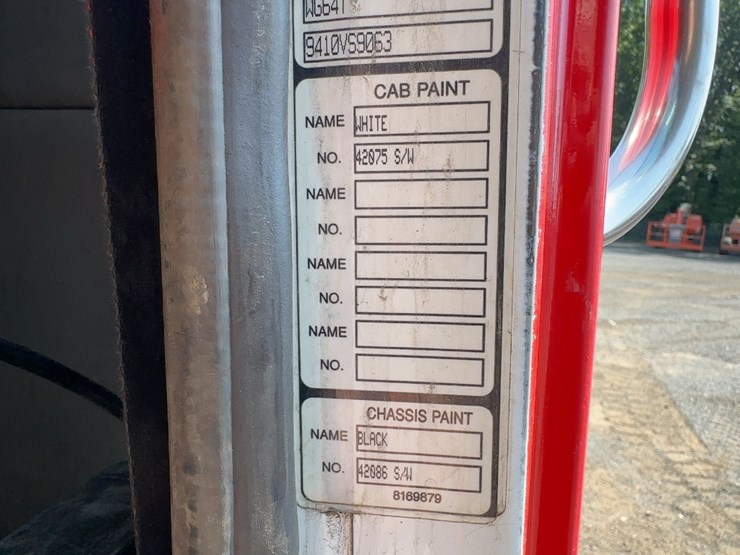 WG64T
9410VS9063
CAB PAINT
NAME WHITE
NO. 42075 S/W
NAME
NO.
NAME
NO.
NAME
NO.
CHASSIS PAINT
NAME BLACK
NO. 42086 S/W
8169879